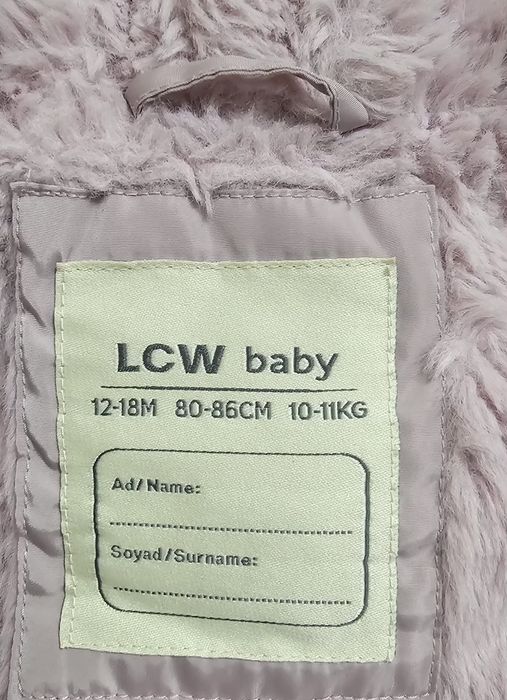 LCW baby
12-18M 80-86CM 10-11KG
Ad/Name:
Soyad/Surname: